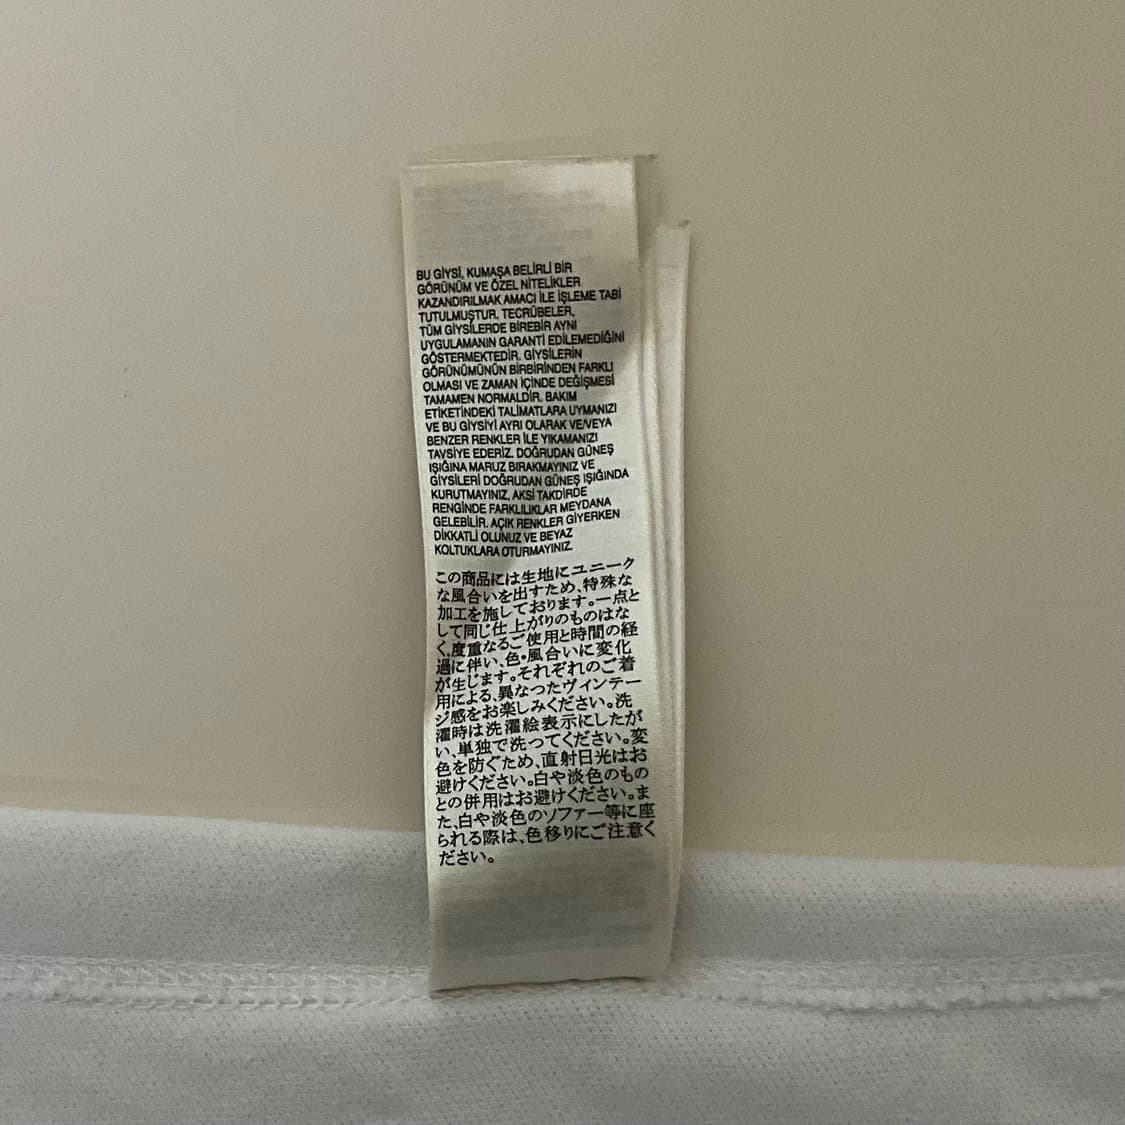 BU GİYSİ, KUMAŞA BELİRLİ BİR
GÖRÜNÜM VE ÖZEL NİTELİKLER
KAZANDIRILMAK AMACI İLE İŞLEME TABİ
TUTULMUŞTUR. TECRÜBELER,
TÜM GİYSİLERDE BİREBİR AYNI
UYGULAMANIN GARANTİ EDİLEMEDİĞİNİ
GÖSTERMEKTEDİR. GİYSİLERİN
GÖRÜNÜMÜNÜN BİRBİRİNDEN FARKLI
OLMASI VE ZAMAN İÇİNDE DEĞİŞMESİ
TAMAMEN NORMALDİR. BAKIM
ETİKETİNDEKİ TALİMATLARA UYMANIZI
VE BU GİYSİYİ AYRI OLARAK VE/VEYA
BENZER RENKLER İLE YIKAMANIZI
TAVSİYE EDERİZ. DOĞRUDAN GÜNEŞ
IŞIĞINA MARUZ BIRAKMAYINIZ VE
GİYSİLERİ DOĞRUDAN GÜNEŞ IŞIĞINDA
KURUTMAYINIZ, AKSİ TAKDİRDE
RENGİNDE FARKLILIKLAR MEYDANA
GELEBİLİR. AÇIK RENKLER GİYERKEN
DİKKATLİ OLUNUZ VE BEYAZ
KOLTUKLARA OTURMAYINIZ.
この商品には生地にユニーク
な風合いを出すため、特殊な
加工を施しております。一点と
して同じ仕上がりのものはな
く、度重なるご使用と時間の経
過に伴い、色・風合いに変化
が生じます。それぞれのご着
用による、異なったヴィンテー
ジ感をお楽しみください。洗
濯時は洗濯絵表示にしたが
い、単独で洗ってください。変
色を防ぐため、直射日光はお
避けください。白や淡色のもの
との併用はお避けください。ま
た、白や淡色のソファー等に座
られる際は、色移りにご注意く
ださい。